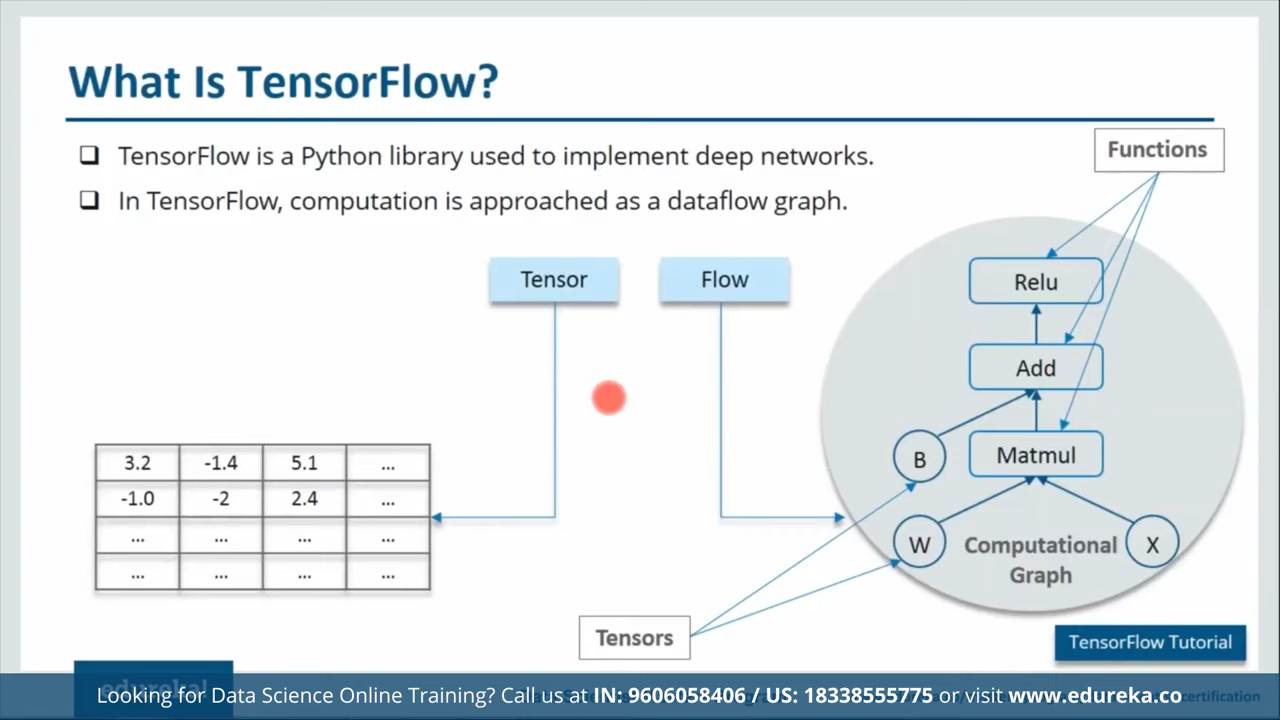 What Is TensorFlow?
TensorFlow is a Python library used to implement deep networks.
In TensorFlow, computation is approached as a dataflow graph.
Functions
Tensor
Flow
Relu
Add
B
Matmul
3.2 -1.4 5.1 ...
-1.0 -2 2.4 ...
... ... ... ...
... ... ... ...
W
Computational
Graph
X
Tensors
TensorFlow Tutorial
Looking for Data Science Online Training? Call us at IN: 9606058406 / US: 18338555775 or visit www.edureka.co
certification